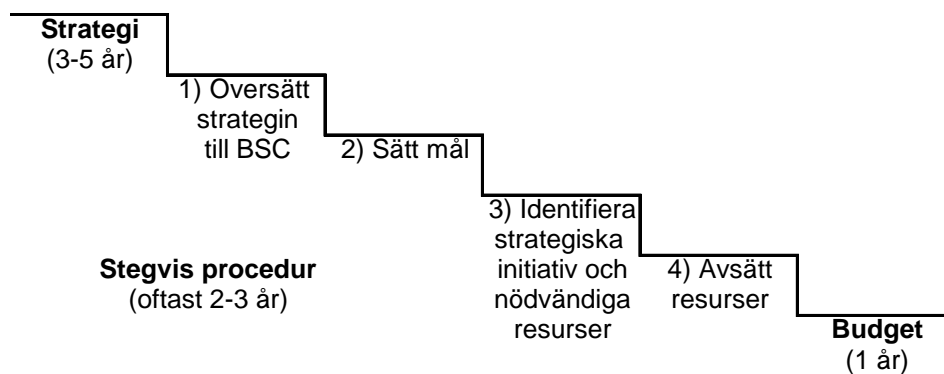 Strategi
(3-5 år)
1) Oversätt
strategin
till BSC
2) Sätt mål
3) Identifiera
strategiska
initiativ och
nödvändiga
resurser
4) Avsätt
resurser
Stegvis procedur
(oftast 2-3 år)
Budget
(1 år)